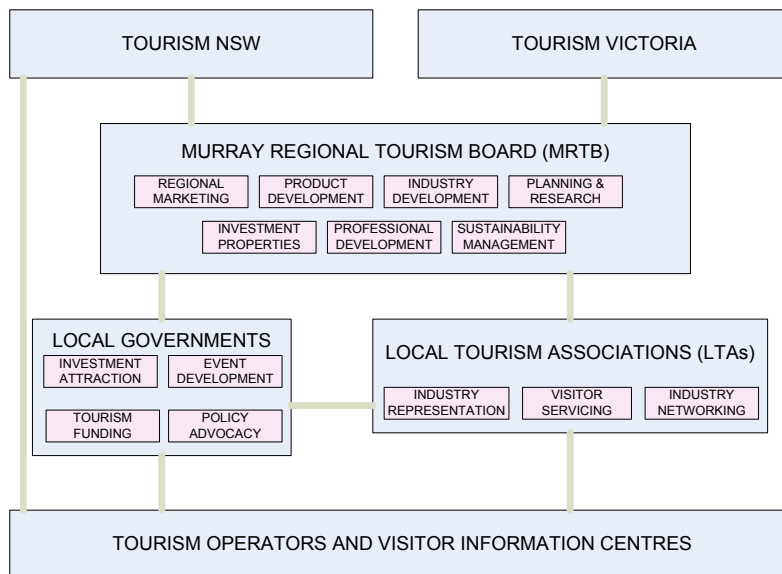 TOURISM NSW
TOURISM VICTORIA
MURRAY REGIONAL TOURISM BOARD (MRTB)
REGIONAL
MARKETING
PRODUCT
DEVELOPMENT
INDUSTRY
DEVELOPMENT
PLANNING &
RESEARCH
INVESTMENT
PROPERTIES
PROFESSIONAL
DEVELOPMENT
SUSTAINABILITY
MANAGEMENT
LOCAL GOVERNMENTS
INVESTMENT
ATTRACTION
EVENT
DEVELOPMENT
TOURISM
FUNDING
POLICY
ADVOCACY
LOCAL TOURISM ASSOCIATIONS (LTAs)
INDUSTRY
REPRESENTATION
VISITOR
SERVICING
INDUSTRY
NETWORKING
TOURISM OPERATORS AND VISITOR INFORMATION CENTRES